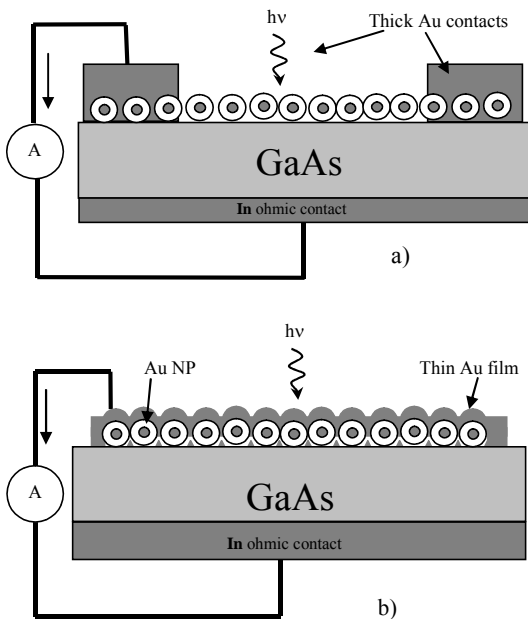 hν
Thick Au contacts
A
GaAs
In ohmic contact
a)
hν
Au NP
Thin Au film
A
GaAs
In ohmic contact
b)